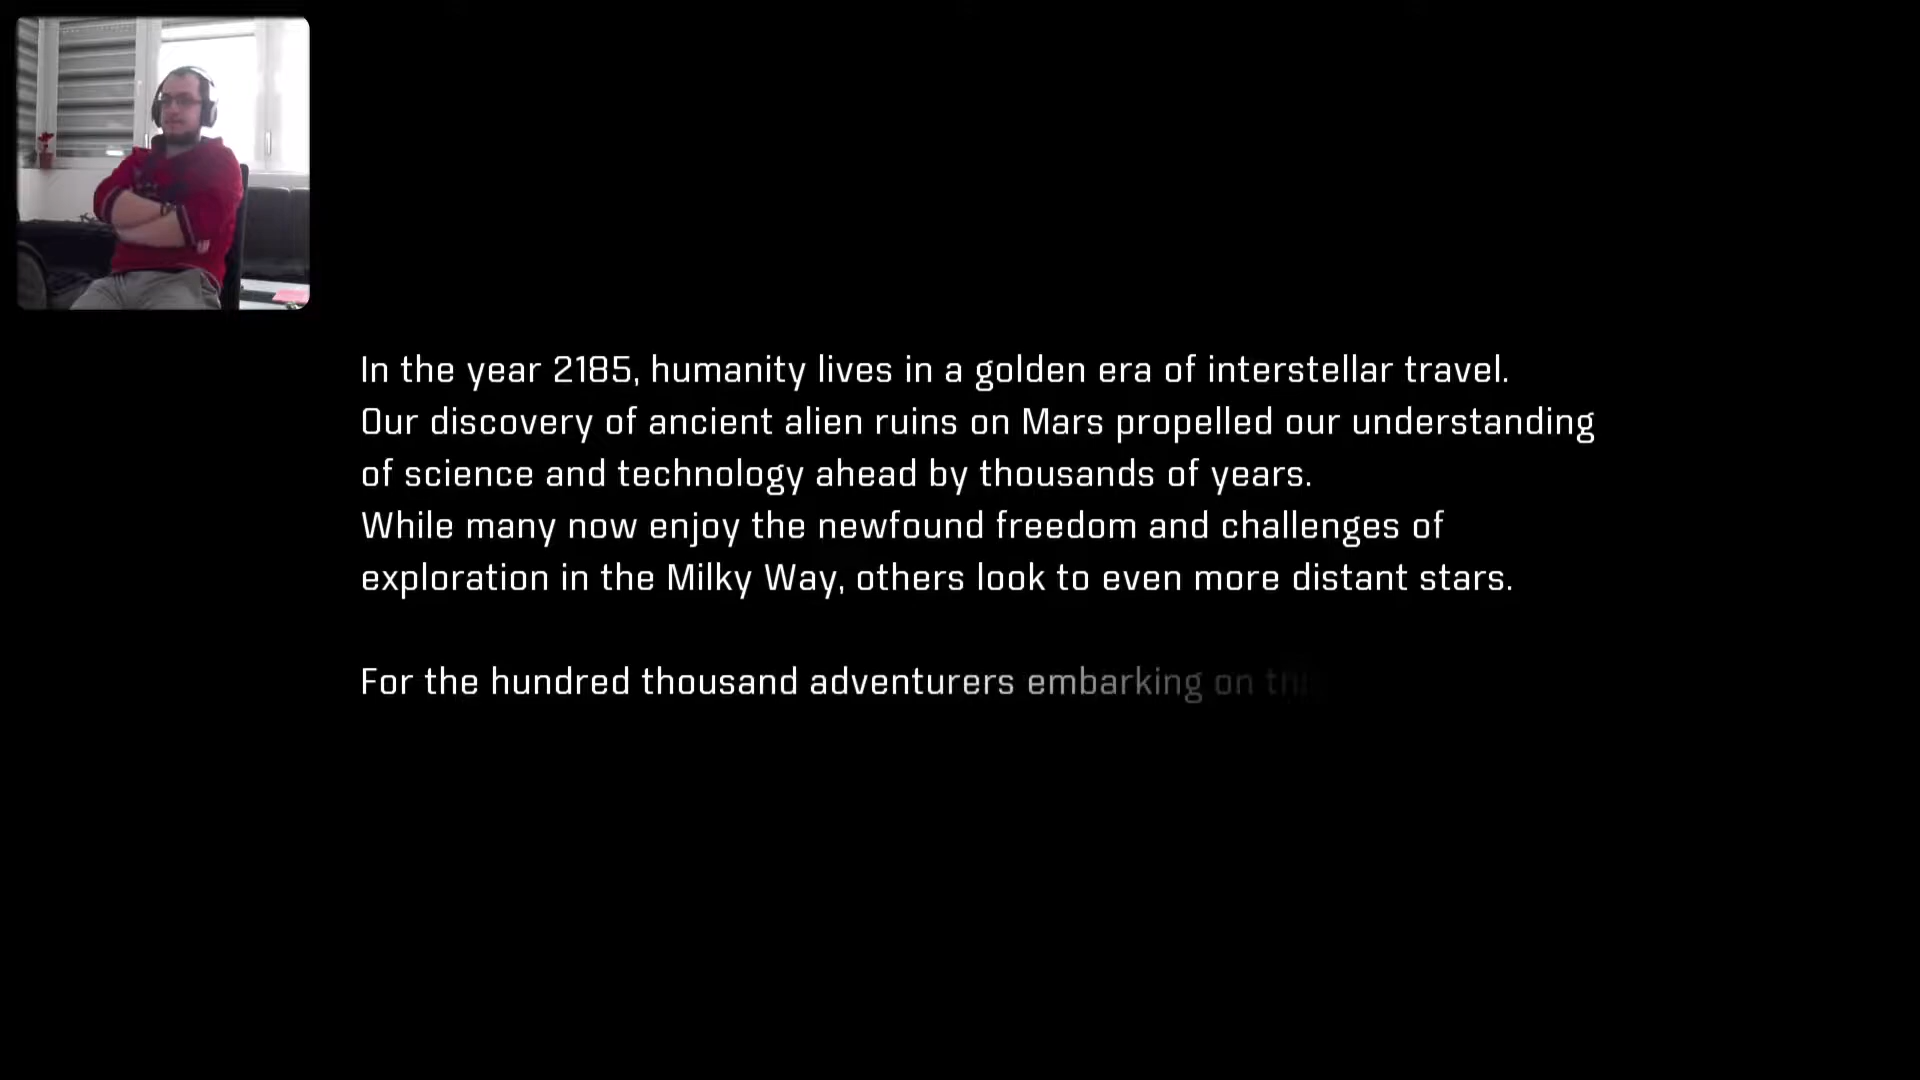 In the year 2185, humanity lives in a golden era of interstellar travel.
Our discovery of ancient alien ruins on Mars propelled our understanding
of science and technology ahead by thousands of years.
While many now enjoy the newfound freedom and challenges of
exploration in the Milky Way, others look to even more distant stars.
For the hundred thousand adventurers embarking on